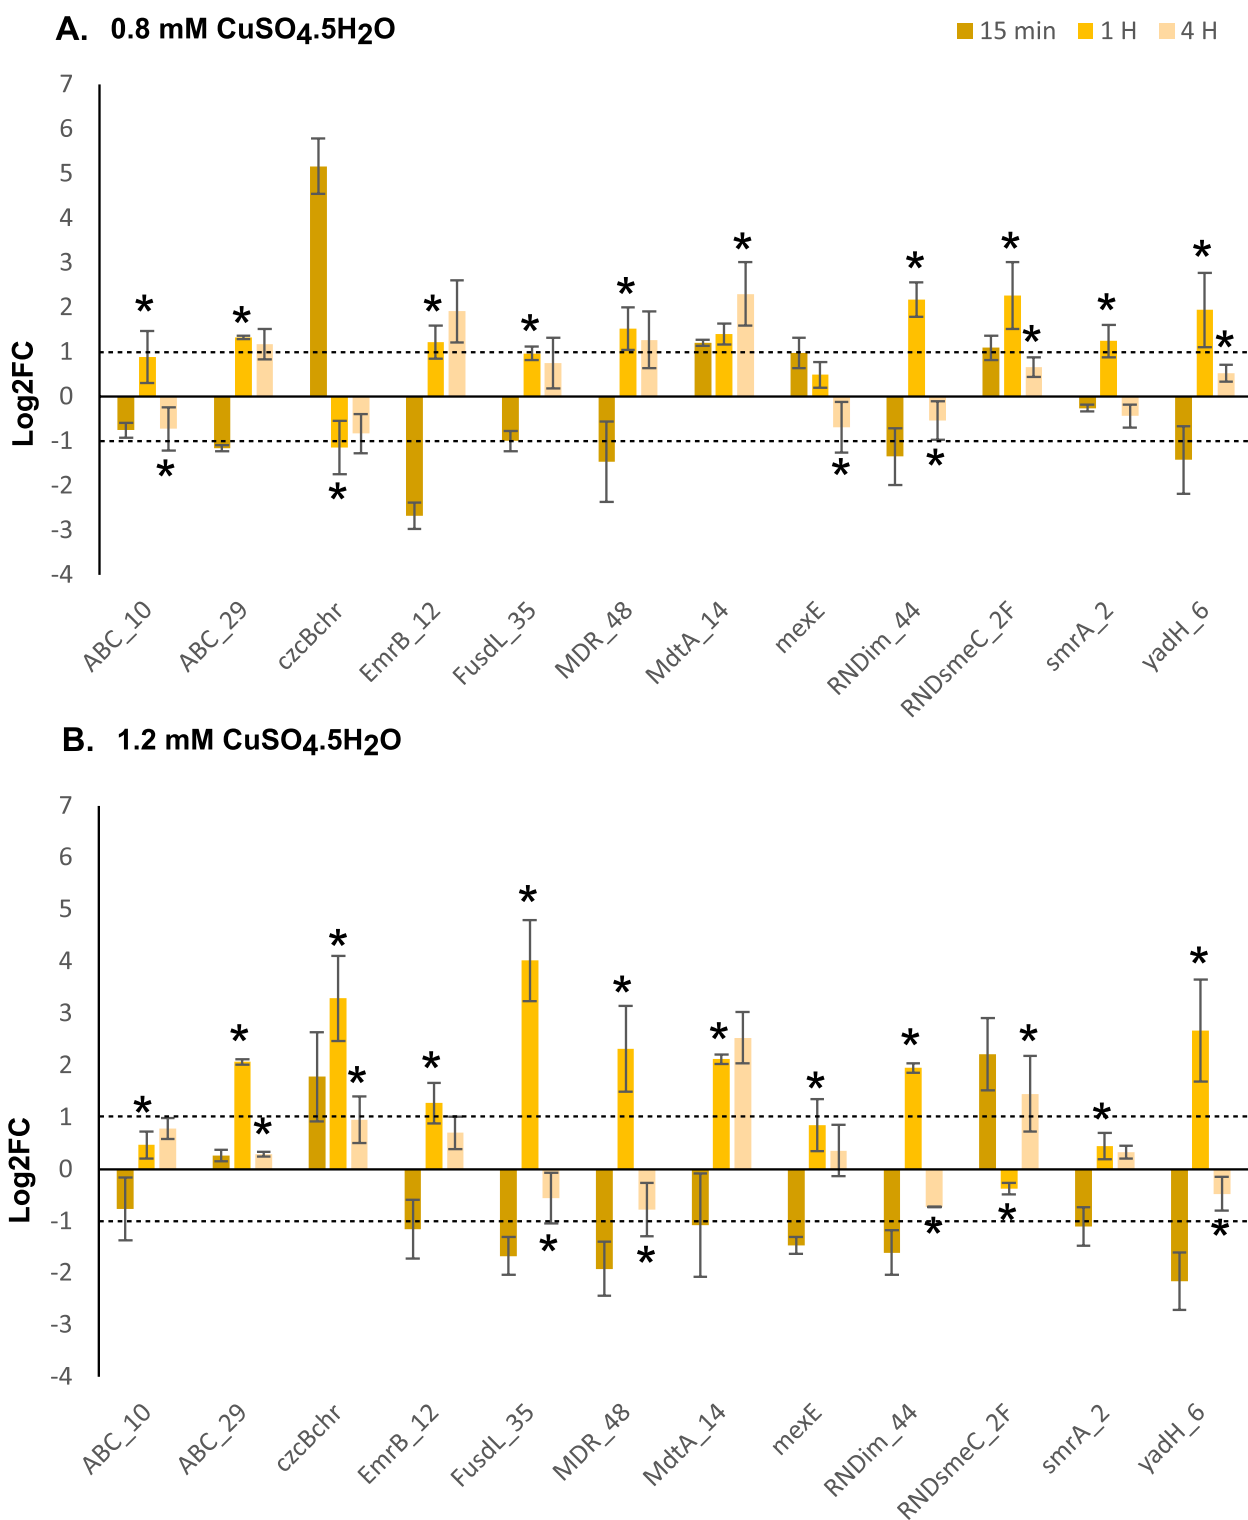 A. 0.8 mM CuSO4.5H2O
15 min 1 H 4 H
7
6
5
4
3
2
1
0
-1
-2
-3
-4
Log2FC
* * * * * * * * * * * * * * * * *
ABC_10 ABC_29 czcBchr EmrB_12 FusdL_35 MDR_48 MdtA_14 mexE RNDim_44 RNDsmeC_2F smrA_2 yadH_6
B. 1.2 mM CuSO4.5H2O
7
6
5
4
3
2
1
0
-1
-2
-3
-4
Log2FC
* * * * * * * * * * * * * * * * * * *
ABC_10 ABC_29 czcBchr EmrB_12 FusdL_35 MDR_48 MdtA_14 mexE RNDim_44 RNDsmeC_2F smrA_2 yadH_6